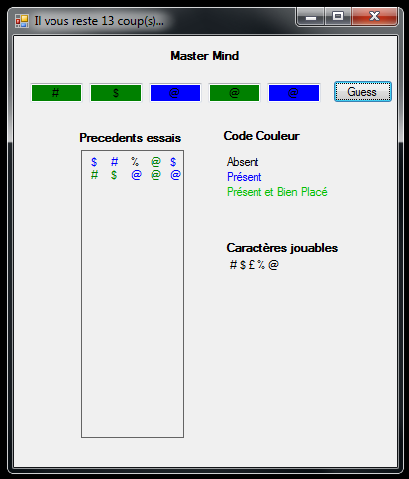 Il vous reste 13 coup(s)...
Master Mind
# $ @ @ @
Guess
Precedents essais
$ # % @ $
# $ @ @ @
Code Couleur
Absent
Présent
Présent et Bien Placé
Caractères jouables
# $ £ % @